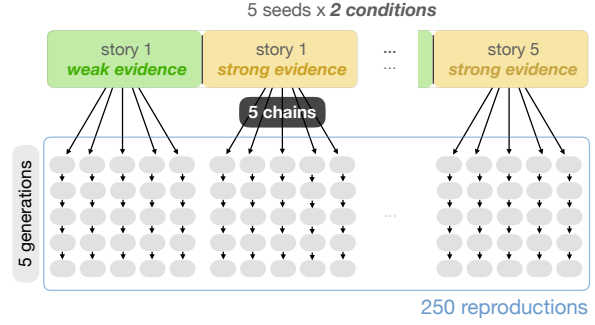 5 seeds x 2 conditions
story 1
weak evidence
story 1
strong evidence
...
...
story 5
strong evidence
5 chains
5 generations
...
250 reproductions